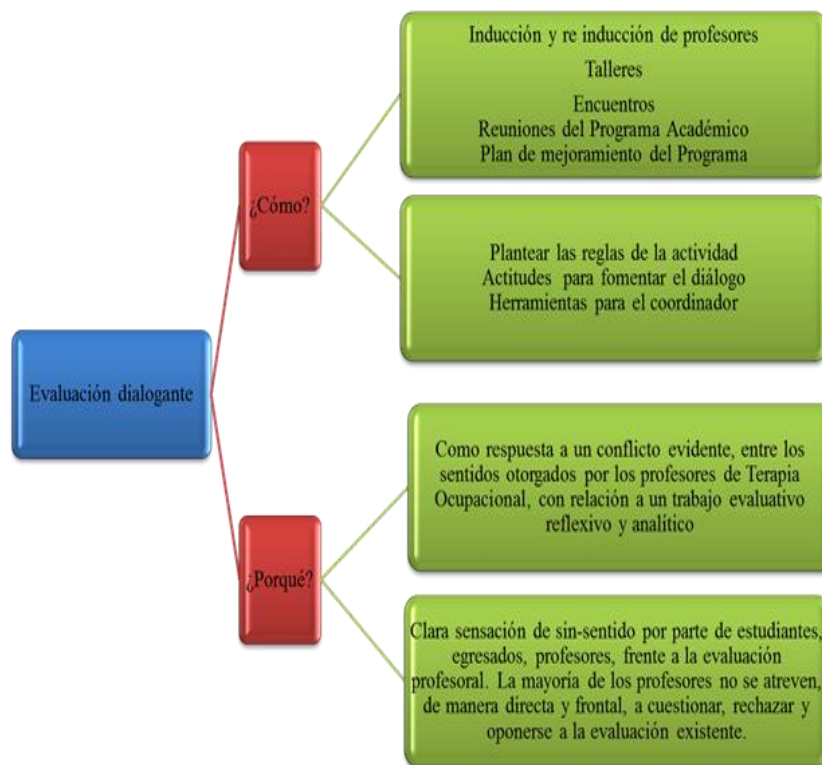 Evaluación dialogante
¿Cómo?
Inducción y re inducción de profesores
Talleres
Encuentros
Reuniones del Programa Académico
Plan de mejoramiento del Programa
Plantear las reglas de la actividad
Actitudes para fomentar el diálogo
Herramientas para el coordinador
¿Porqué?
Como respuesta a un conflicto evidente, entre los
sentidos otorgados por los profesores de Terapia
Ocupacional, con relación a un trabajo evaluativo
reflexivo y analítico
Clara sensación de sin-sentido por parte de estudiantes,
egresados, profesores, frente a la evaluación
profesoral. La mayoría de los profesores no se atreven,
de manera directa y frontal, a cuestionar, rechazar y
oponerse a la evaluación existente.